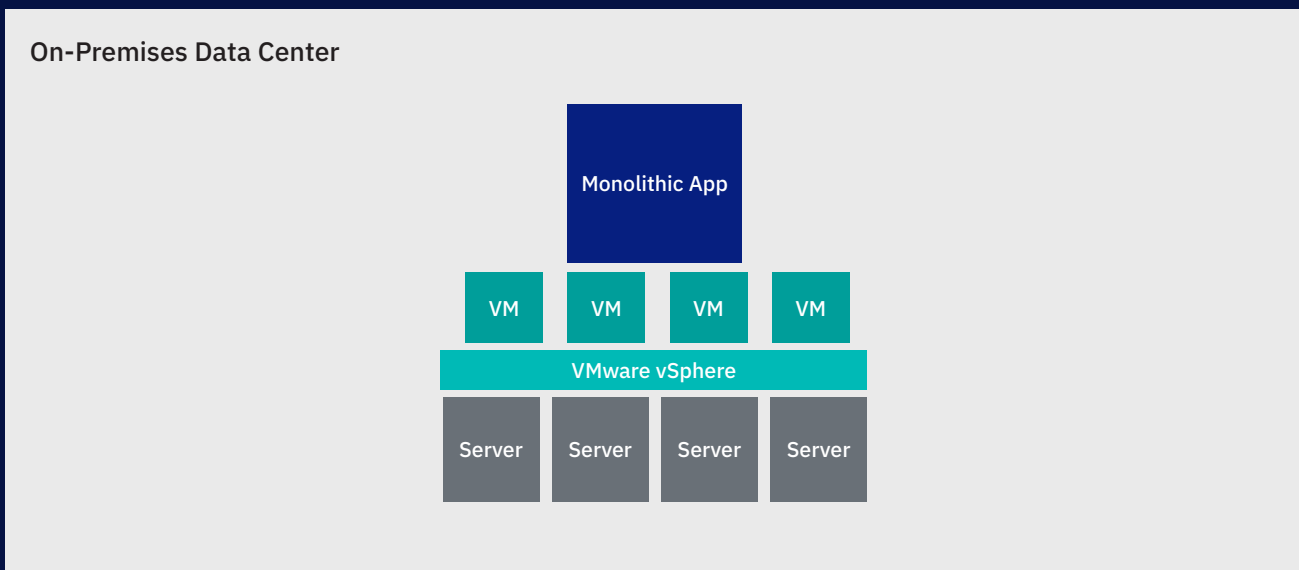 On-Premises Data Center
Monolithic App
VM VM VM VM
VMware vSphere
Server Server Server Server